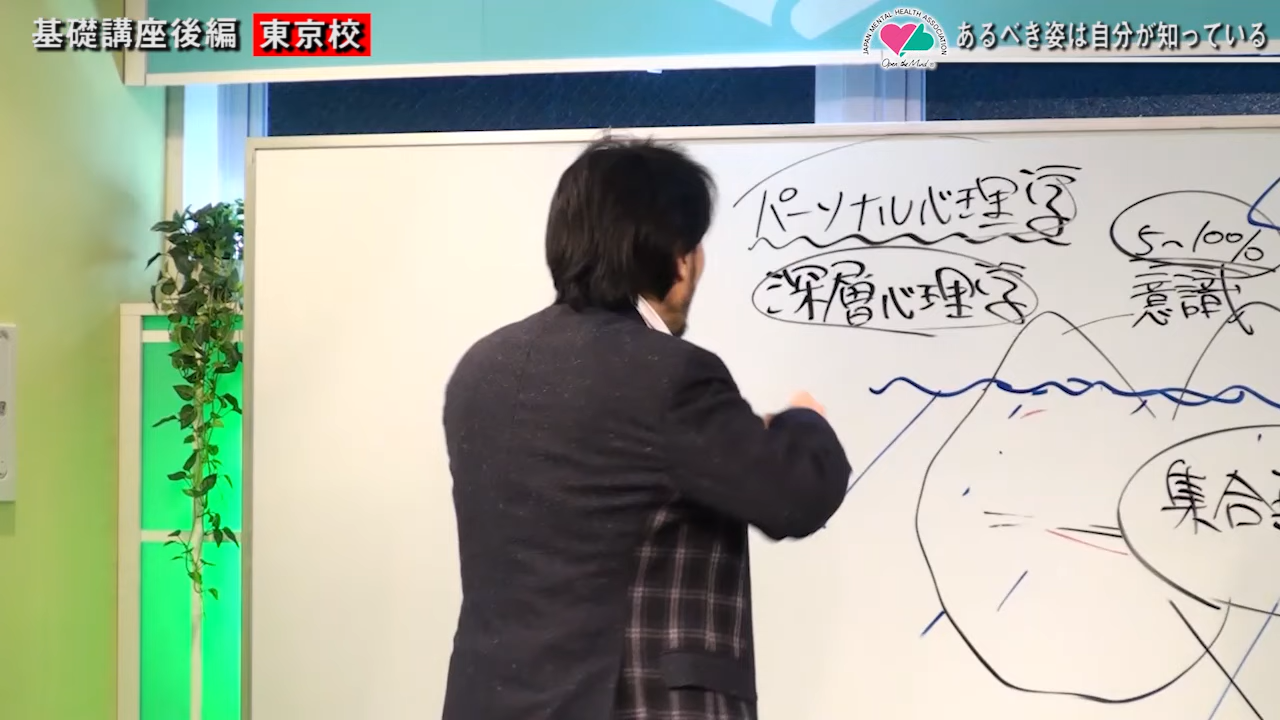 基礎講座後編 東京校
JAPAN MENTAL HEALTH ASSOCIATION
Open the Mind
あるべき姿は自分が知っている
パーソナル心理学
深層心理学
5~100%
意識
集合